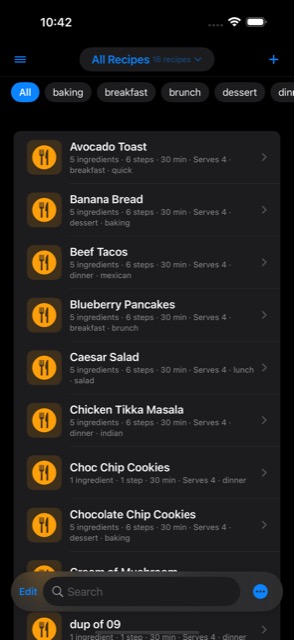 10:42
All Recipes 16 recipes
All baking breakfast brunch dessert
Avocado Toast
5 ingredients · 6 steps · 30 min · Serves 4 ·
breakfast · quick
Banana Bread
5 ingredients · 6 steps · 30 min · Serves 4 ·
dessert · baking
Beef Tacos
5 ingredients · 6 steps · 30 min · Serves 4 ·
dinner · mexican
Blueberry Pancakes
5 ingredients · 6 steps · 30 min · Serves 4 ·
breakfast · brunch
Caesar Salad
5 ingredients · 6 steps · 30 min · Serves 4 · lunch
· salad
Chicken Tikka Masala
5 ingredients · 6 steps · 30 min · Serves 4 ·
dinner · indian
Choc Chip Cookies
1 ingredient · 1 step · 30 min · Serves 4 · dinner
Chocolate Chip Cookies
5 ingredients · 6 steps · 30 min · Serves 4 ·
dessert · baking
Cream of Mushroom
Edit Search
dup of 09